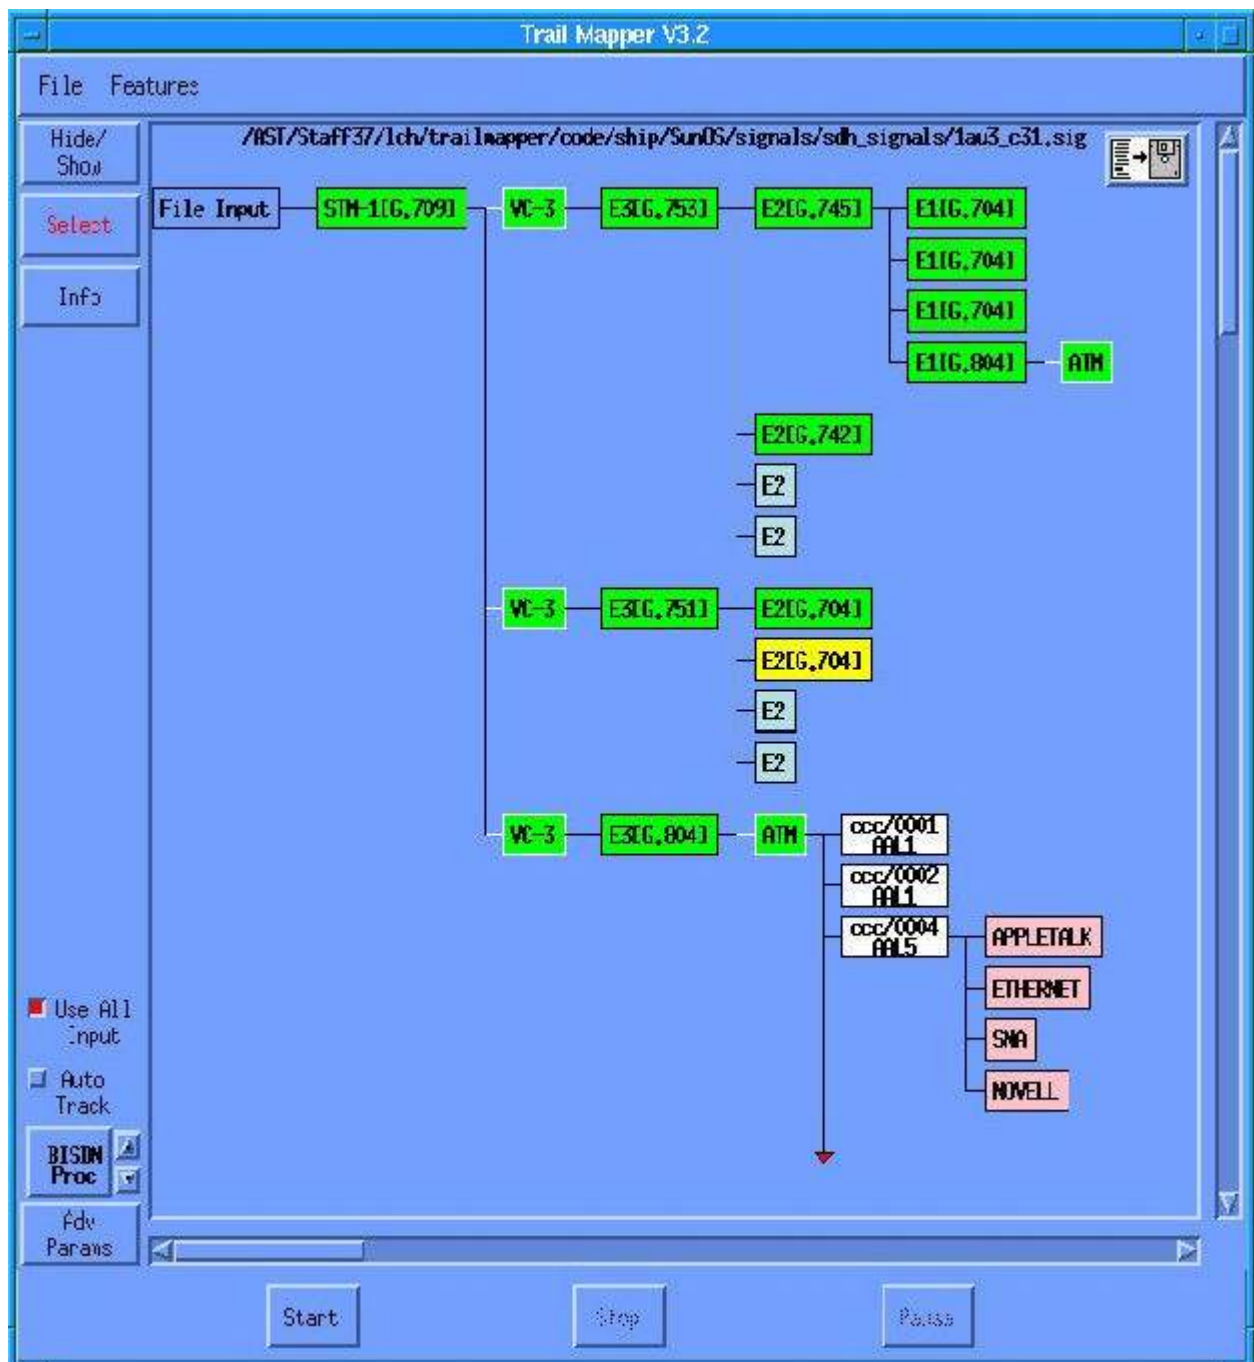 Trail Mapper V3.2
File Features
Hide/
Show
/AST/Staff37/lch/trailmapper/code/ship/SunOS/signals/sdh_signals/1au3_c31.sig
Select
File Input STM-1[G.709] VC-3 E3[G.753] E2[G.745] E1[G.704]
E1[G.704]
Info
E1[G.704]
E1[G.804] ATM
E2[G.742]
E2
E2
VC-3 E3[G.751] E2[G.704]
E2[G.704]
E2
E2
VC-3 E3[G.804] ATM ccc/0001
AAL1
ccc/0002
AAL1
ccc/0004
AAL5
APPLETALK
ETHERNET
SNA
NOVELL
Use All
Input
Auto
Track
BISDN
Proc
Adv
Params
Start Stop Pause